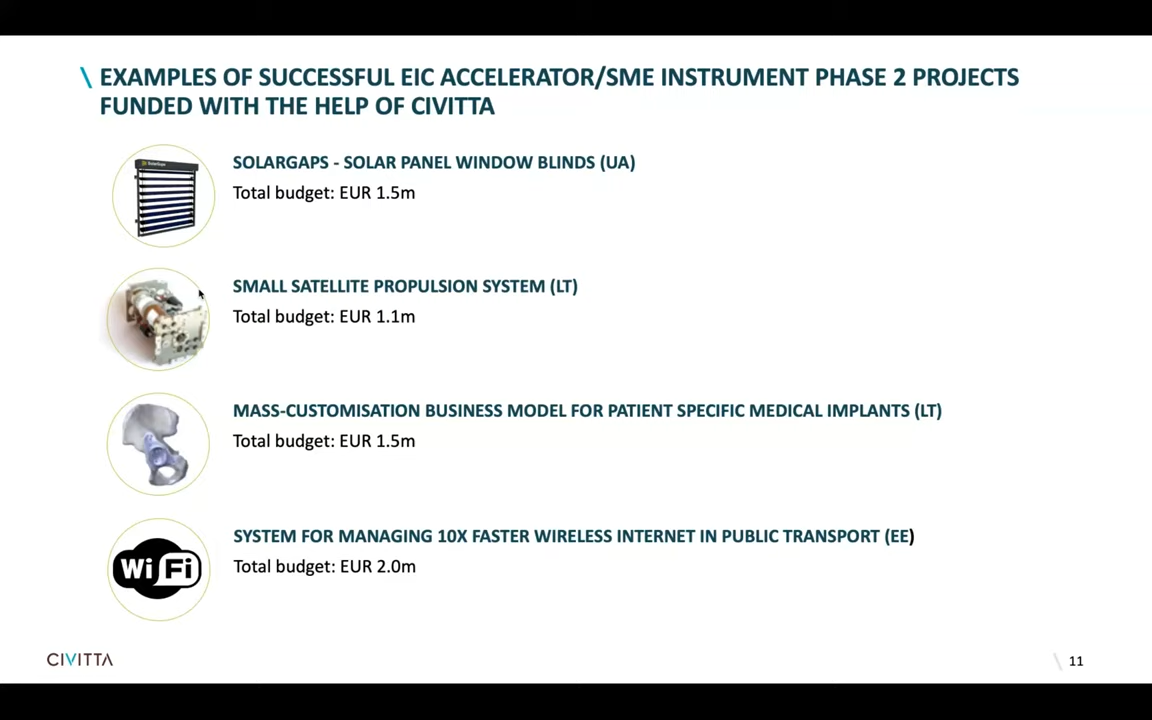 \ EXAMPLES OF SUCCESSFUL EIC ACCELERATOR/SME INSTRUMENT PHASE 2 PROJECTS
FUNDED WITH THE HELP OF CIVITTA
SOLARGAPS - SOLAR PANEL WINDOW BLINDS (UA)
Total budget: EUR 1.5m
SMALL SATELLITE PROPULSION SYSTEM (LT)
Total budget: EUR 1.1m
MASS-CUSTOMISATION BUSINESS MODEL FOR PATIENT SPECIFIC MEDICAL IMPLANTS (LT)
Total budget: EUR 1.5m
Wi Fi
SYSTEM FOR MANAGING 10X FASTER WIRELESS INTERNET IN PUBLIC TRANSPORT (EE)
Total budget: EUR 2.0m
CIVITTA
\ 11